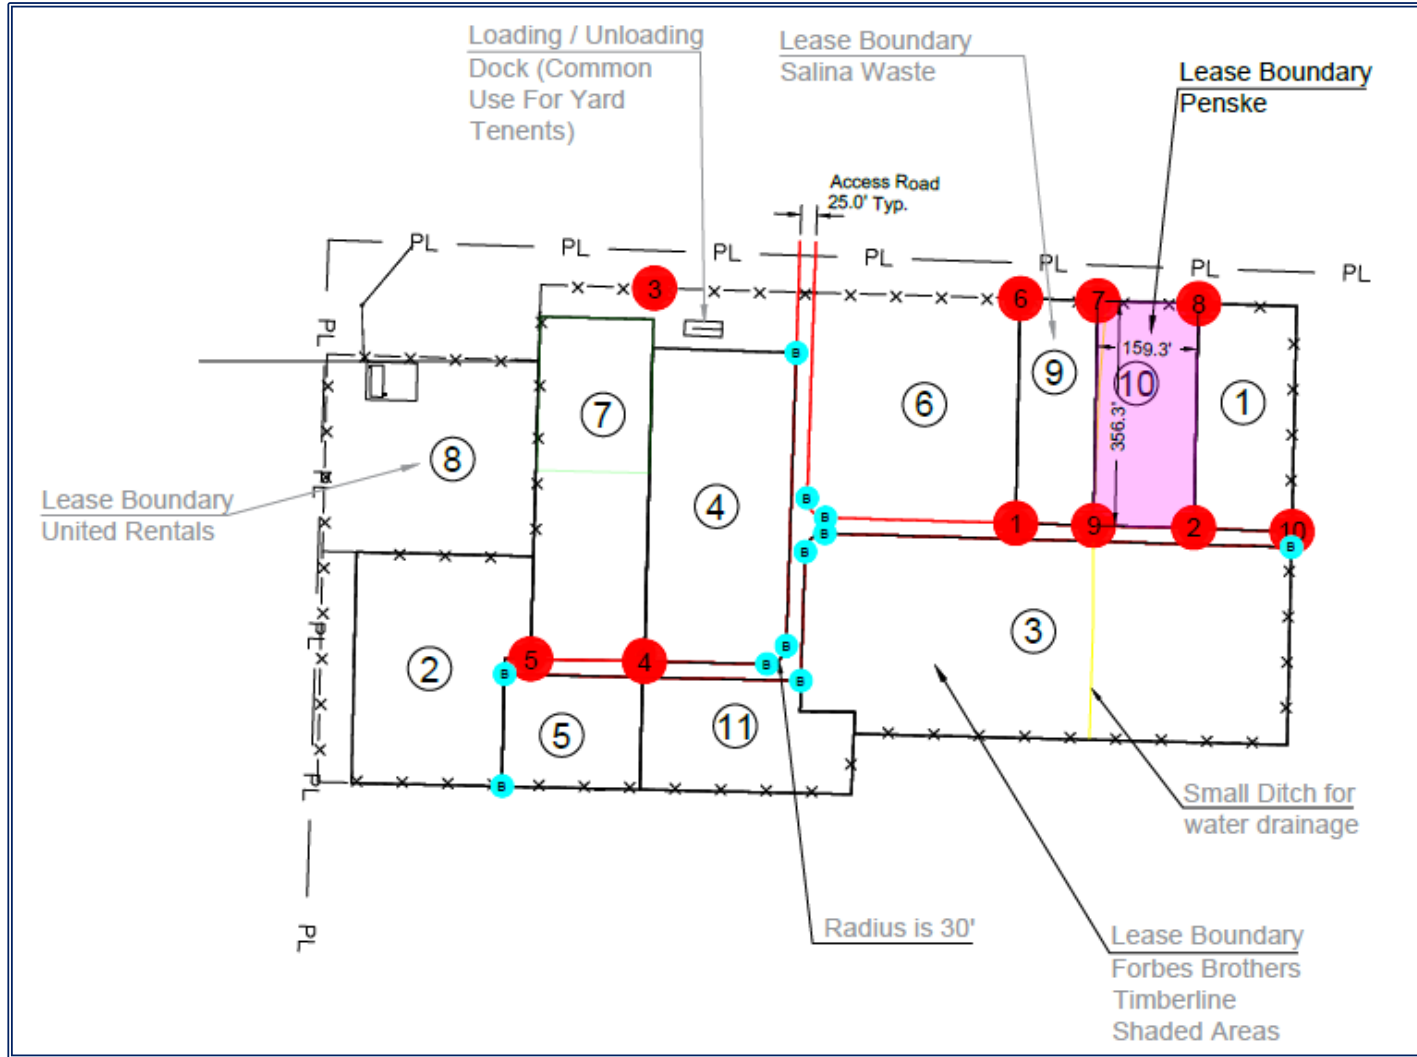 Loading / Unloading
Dock (Common
Use For Yard
Tenents)
Lease Boundary
Salina Waste
Lease Boundary
Penske
Access Road
25.0' Typ.
PL
PL
PL
PL
PL
PL
PL
3
6
7
8
PL
159.3'
356.3'
7
9
10
1
6
8
4
B
Lease Boundary
United Rentals
PL
B
B
B
B
1
9
2
10
B
3
PL
2
5
4
B
B
B
B
5
11
B
PL
Small Ditch for
water drainage
PL
Radius is 30'
Lease Boundary
Forbes Brothers
Timberline
Shaded Areas